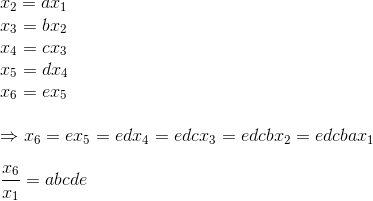 x₂ = ax₁
x₃ = bx₂
x₄ = cx₃
x₅ = dx₄
x₆ = ex₅
⇒ x₆ = ex₅ = edx₄ = edcx₃ = edcbx₂ = edcbax₁
x₆/x₁ = abcde